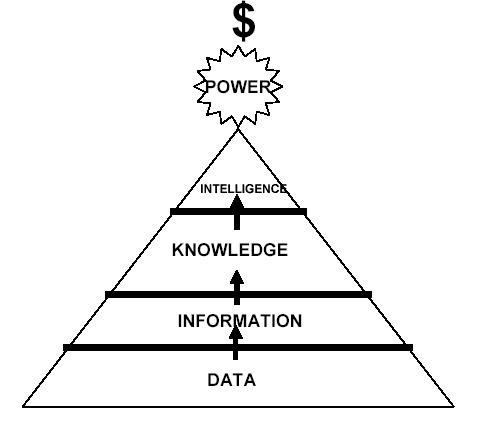 $
POWER
INTELLIGENCE
KNOWLEDGE
INFORMATION
DATA